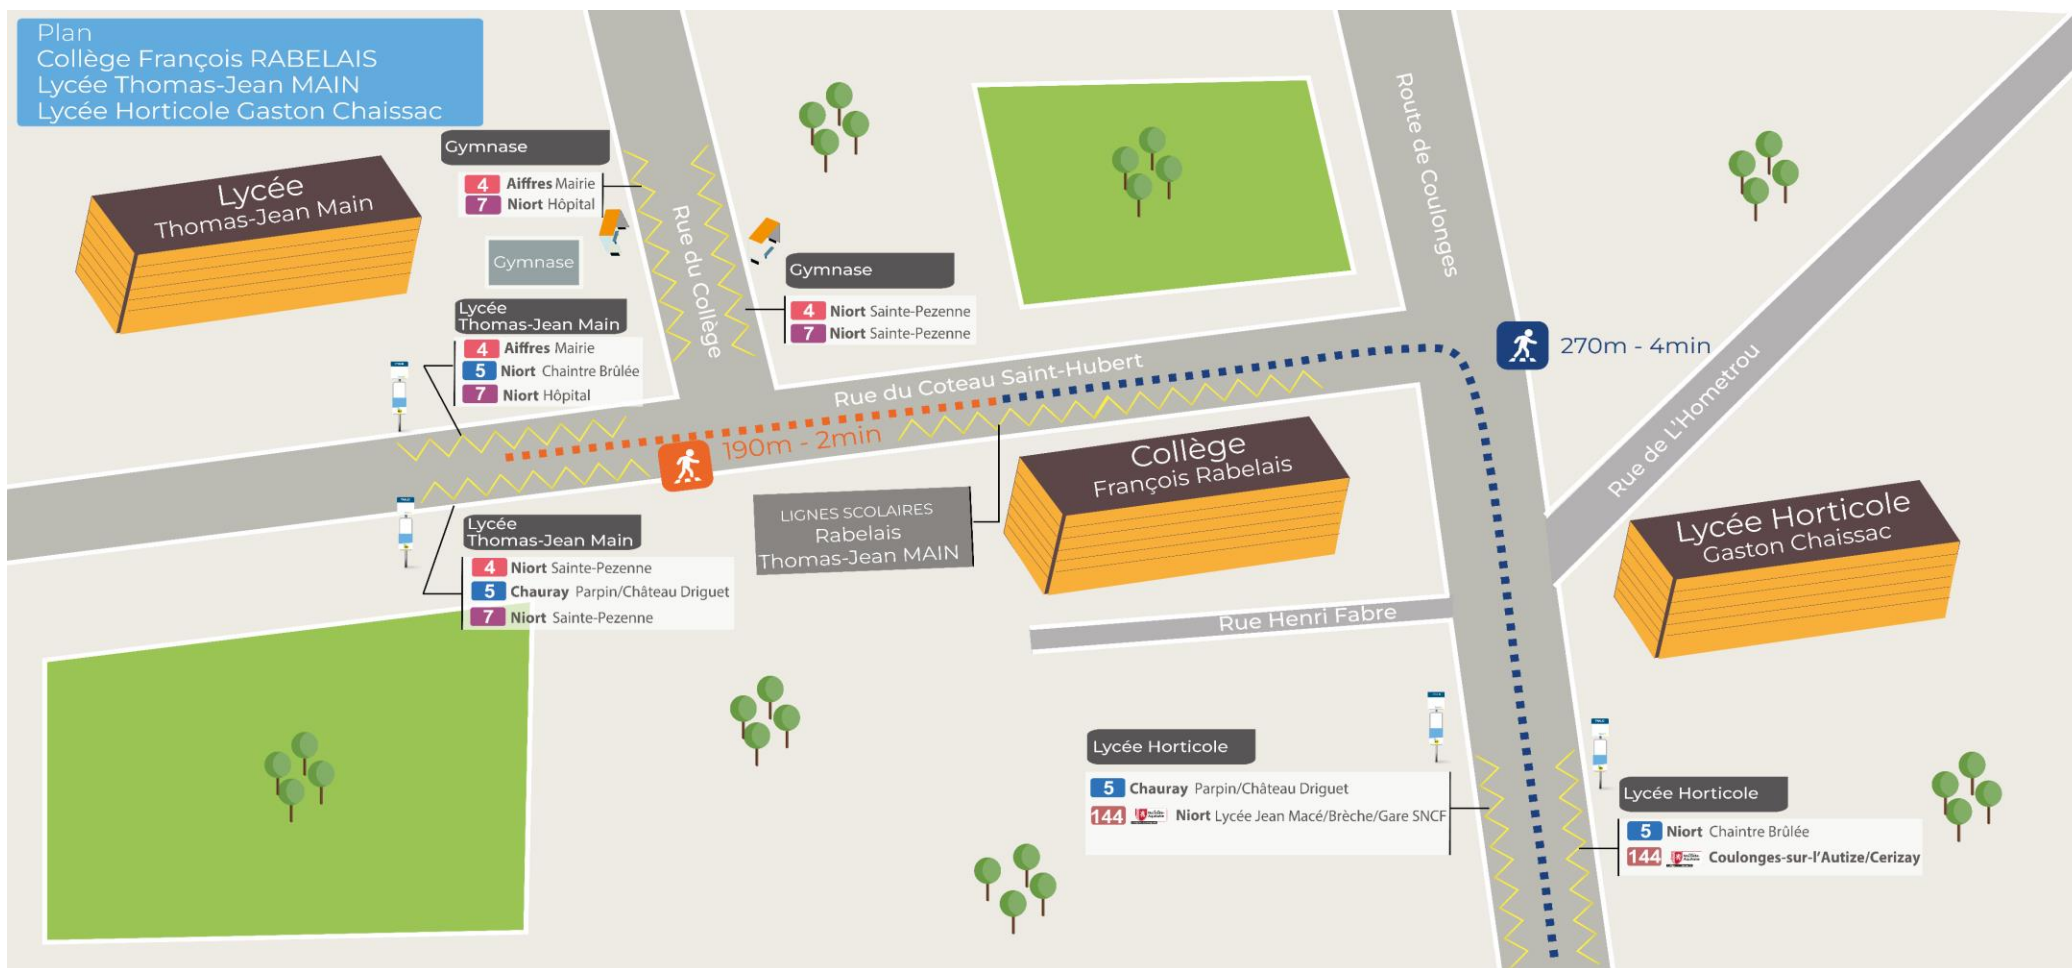 Plan
Collège François RABELAIS
Lycée Thomas-Jean MAIN
Lycée Horticole Gaston Chaissac
Lycée
Thomas-Jean Main
Gymnase
4 Aiffres Mairie
7 Niort Hôpital
Gymnase
Rue du Collège
Gymnase
4 Niort Sainte-Pezenne
7 Niort Sainte-Pezenne
Route de Coulonges
Lycée
Thomas-Jean Main
4 Aiffres Mairie
5 Niort Chaintre Brûlée
7 Niort Hôpital
Rue du Coteau Saint-Hubert
270m - 4min
Rue de L'Hometrou
190m - 2min
Collège
François Rabelais
LIGNES SCOLAIRES
Rabelais
Thomas-Jean MAIN
Lycée Horticole
Gaston Chaissac
Lycée
Thomas-Jean Main
4 Niort Sainte-Pezenne
5 Chauray Parpin/Château Driguet
7 Niort Sainte-Pezenne
Rue Henri Fabre
Lycée Horticole
5 Chauray Parpin/Château Driguet
144 Niort Lycée Jean Macé/Brèche/Gare SNCF
Lycée Horticole
5 Niort Chaintre Brûlée
144 Coulonges-sur-l'Autize/Cerizay